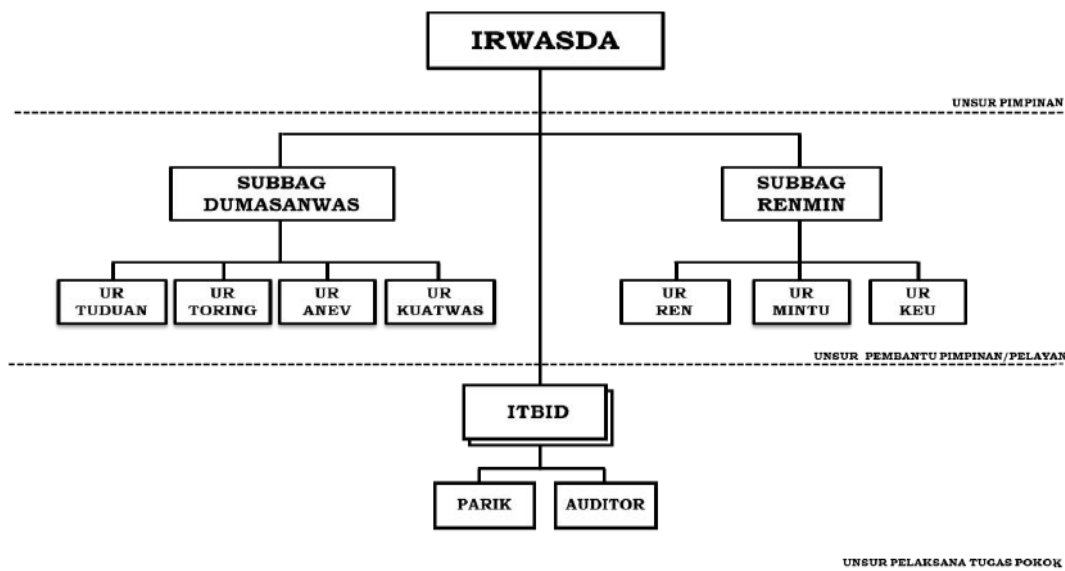 IRWASDA
UNSUR PIMPINAN
SUBBAG
DUMASANWAS
SUBBAG
RENMIN
UR
TUDUAN
UR
TORING
UR
ANEV
UR
KUATWAS
UR
REN
UR
MINTU
UR
KEU
UNSUR PEMBANTU PIMPINAN/PELAYAN
ITBID
PARIK
AUDITOR
UNSUR PELAKSANA TUGAS POKOK